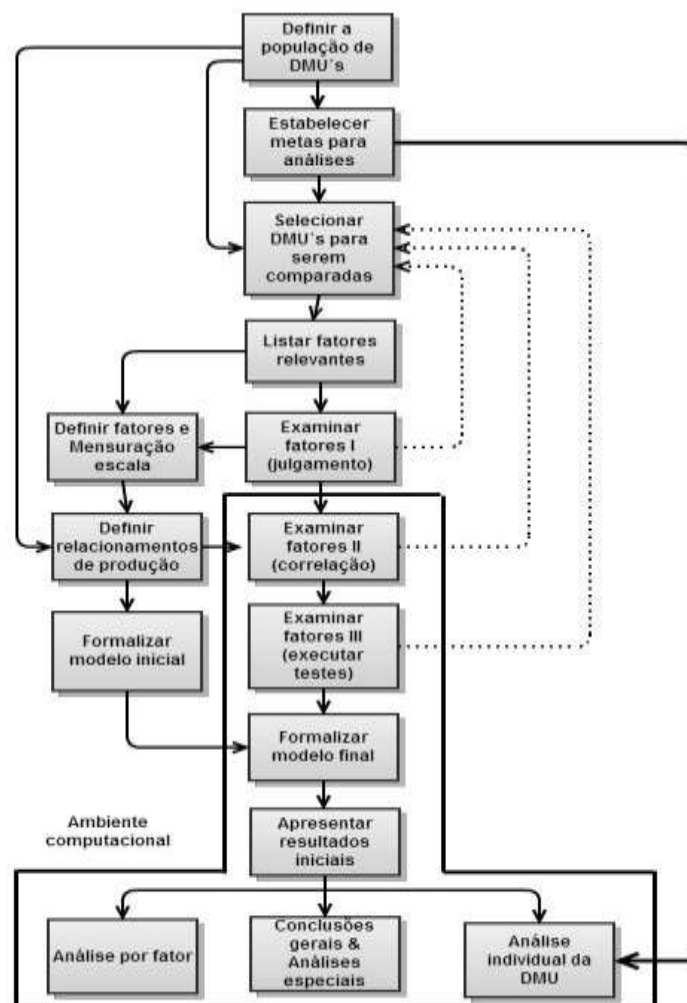 Definir a
população de
DMU´s
Estabelecer
metas para
análises
Selecionar
DMU´s para
serem
comparadas
Listar fatores
relevantes
Definir fatores e
Mensuração
escala
Examinar
fatores I
(julgamento)
Definir
relacionamentos
de produção
Examinar
fatores II
(correlação)
Formalizar
modelo inicial
Examinar
fatores III
(executar
testes)
Formalizar
modelo final
Ambiente
computacional
Apresentar
resultados
iniciais
Análise por fator
Conclusões
gerais &
Análises
especiais
Análise
individual da
DMU